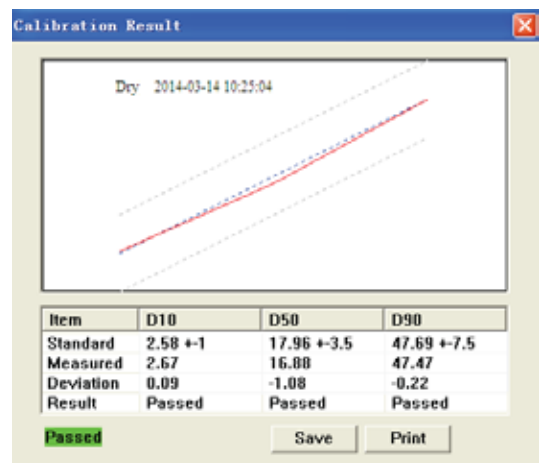 Calibration Result
Dry 2014-03-14 10:25:04
Item D10 D50 D90
Standard 2.58 +-1 17.96 +-3.5 47.69 +-7.5
Measured 2.67 16.88 47.47
Deviation 0.09 -1.08 -0.22
Result Passed Passed Passed
Passed Save Print